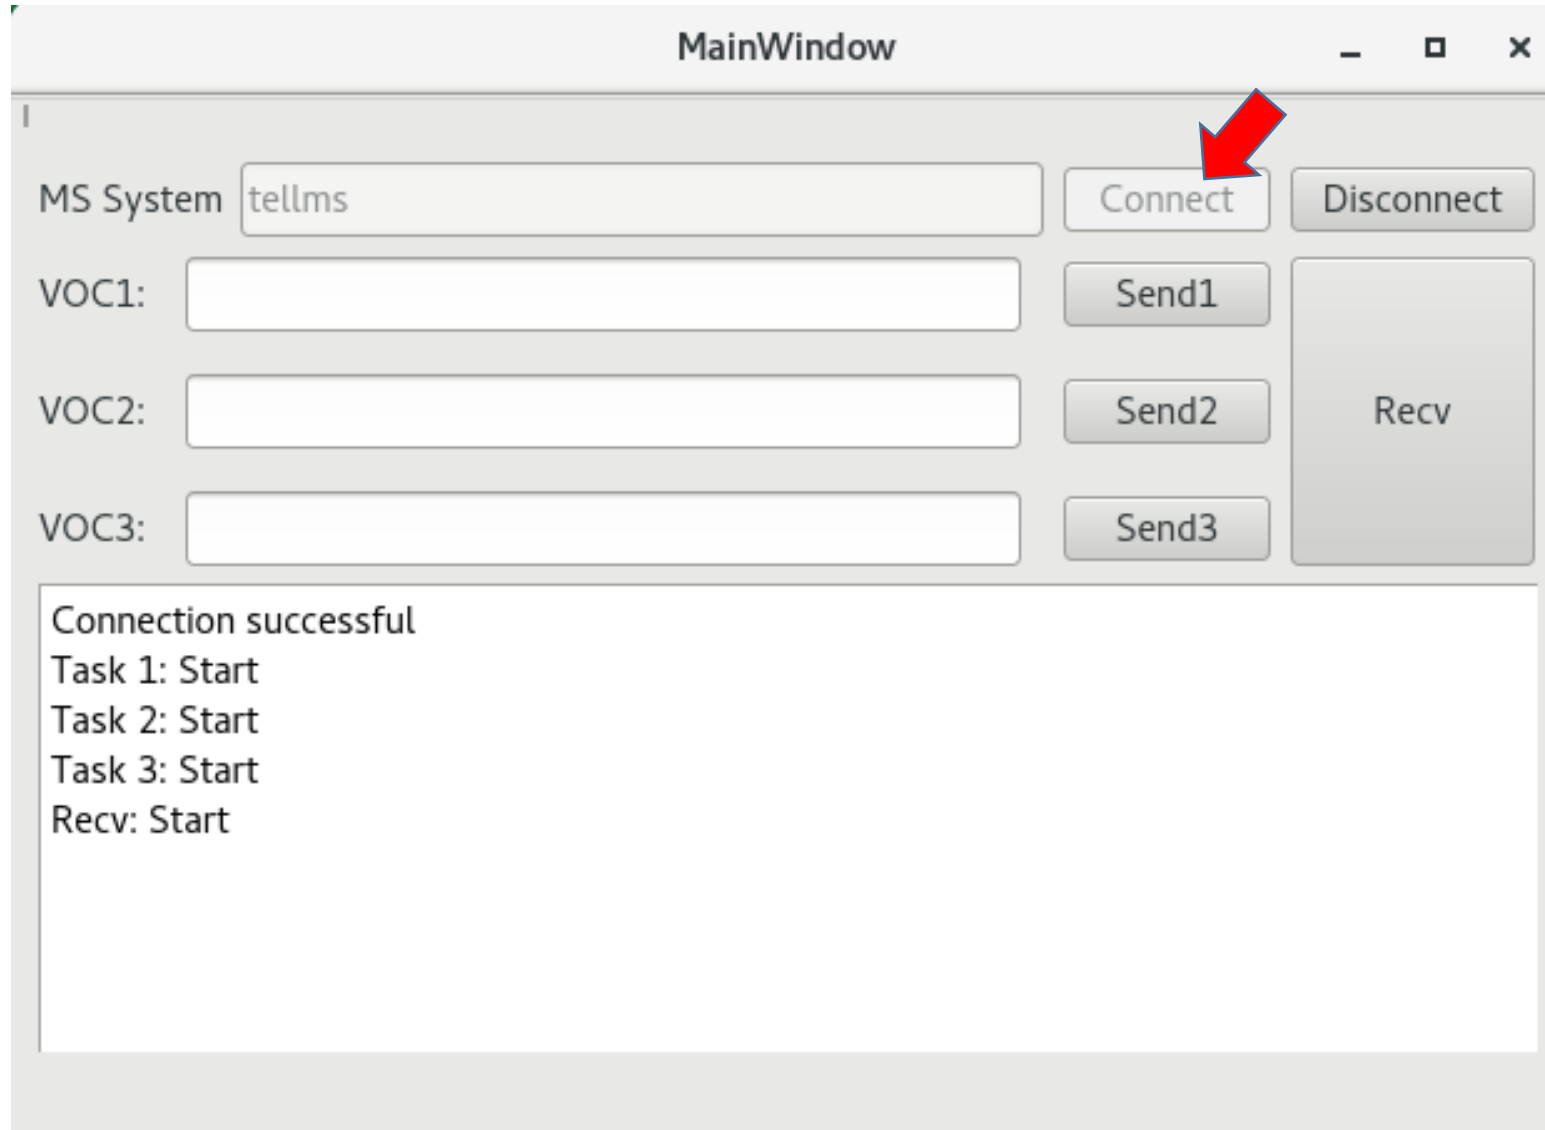 MainWindow
MS System tellms Connect Disconnect
VOC1: Send1
VOC2: Send2 Recv
VOC3: Send3
Connection successful
Task 1: Start
Task 2: Start
Task 3: Start
Recv: Start